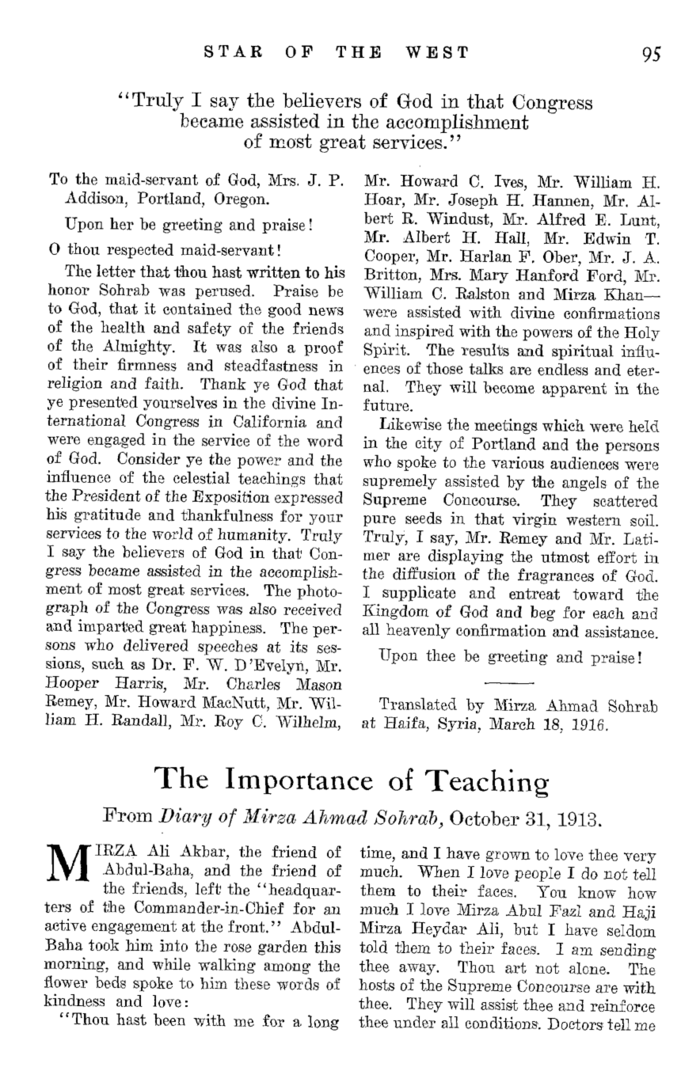 STAR OF THE WEST 95
"Truly I say the believers of God in that Congress
became assisted in the accomplishment
of most great services."
To the maid-servant of God, Mrs. J. P.
Addison, Portland, Oregon.
Upon her be greeting and praise!
O thou respected maid-servant!
The letter that thou hast written to his
honor Sohrab was perused. Praise be
to God, that it contained the good news
of the health and safety of the friends
of the Almighty. It was also a proof
of their firmness and steadfastness in
religion and faith. Thank ye God that
ye presented yourselves in the divine In-
ternational Congress in California and
were engaged in the service of the word
of God. Consider ye the power and the
influence of the celestial teachings that
the President of the Exposition expressed
his gratitude and thankfulness for your
services to the world of humanity. Truly
I say the believers of God in that Con-
gress became assisted in the accomplish-
ment of most great services. The photo-
graph of the Congress was also received
and imparted great happiness. The per-
sons who delivered speeches at its ses-
sions, such as Dr. F. W. D'Evelyn, Mr.
Hooper Harris, Mr. Charles Mason
Remey, Mr. Howard MacNutt, Mr. Wil-
liam H. Randall, Mr. Roy C. Wilhelm,
Mr. Howard C. Ives, Mr. William H.
Hoar, Mr. Joseph H. Hannen, Mr. Al-
bert R. Windust, Mr. Alfred E. Lunt,
Mr. Albert H. Hall, Mr. Edwin T.
Cooper, Mr. Harlan F. Ober, Mr. J. A.
Britton, Mrs. Mary Hanford Ford, Mr.
William C. Ralston and Mirza Khan—
were assisted with divine confirmations
and inspired with the powers of the Holy
Spirit. The results and spiritual influ-
ences of those talks are endless and eter-
nal. They will become apparent in the
future.
Likewise the meetings which were held
in the city of Portland and the persons
who spoke to the various audiences were
supremely assisted by the angels of the
Supreme Concourse. They scattered
pure seeds in that virgin western soil.
Truly, I say, Mr. Remey and Mr. Lati-
mer are displaying the utmost effort in
the diffusion of the fragrances of God.
I supplicate and entreat toward the
Kingdom of God and beg for each and
all heavenly confirmation and assistance.
Upon thee be greeting and praise!
Translated by Mirza Ahmad Sohrab
at Haifa, Syria, March 18, 1916.
The Importance of Teaching
From Diary of Mirza Ahmad Sohrab, October 31, 1913.
MIRZA Ali Akbar, the friend of
Abdul-Baha, and the friend of
the friends, left the "headquar-
ters of the Commander-in-Chief for an
active engagement at the front." Abdul-
Baha took him into the rose garden this
morning, and while walking among the
flower beds spoke to him these words of
kindness and love:
"Thou hast been with me for a long
time, and I have grown to love thee very
much. When I love people I do not tell
them to their faces. You know how
much I love Mirza Abul Fazl and Haji
Mirza Heydar Ali, but I have seldom
told them to their faces. I am sending
thee away. Thou art not alone. The
hosts of the Supreme Concourse are with
thee. They will assist thee and reinforce
thee under all conditions. Doctors tell me